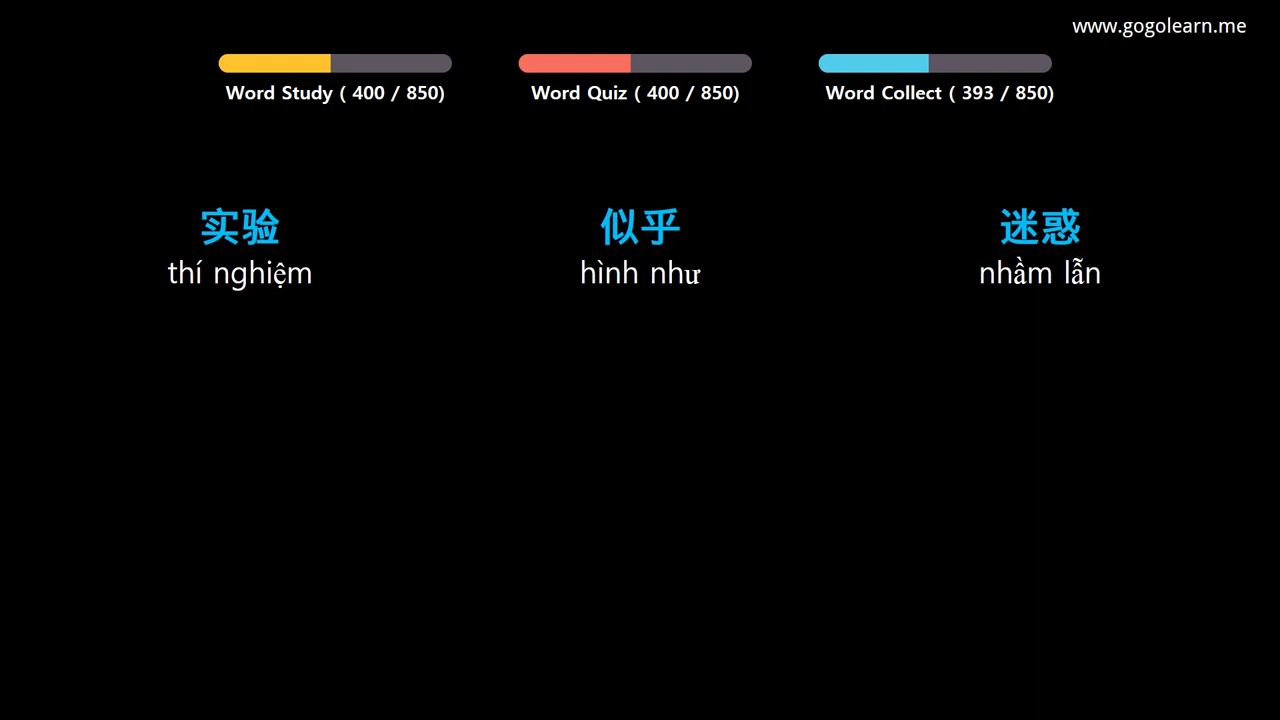 www.gogolearn.me
Word Study ( 400 / 850)
Word Quiz ( 400 / 850)
Word Collect ( 393 / 850)
实验
thí nghiệm
似乎
hình như
迷惑
nhầm lẫn